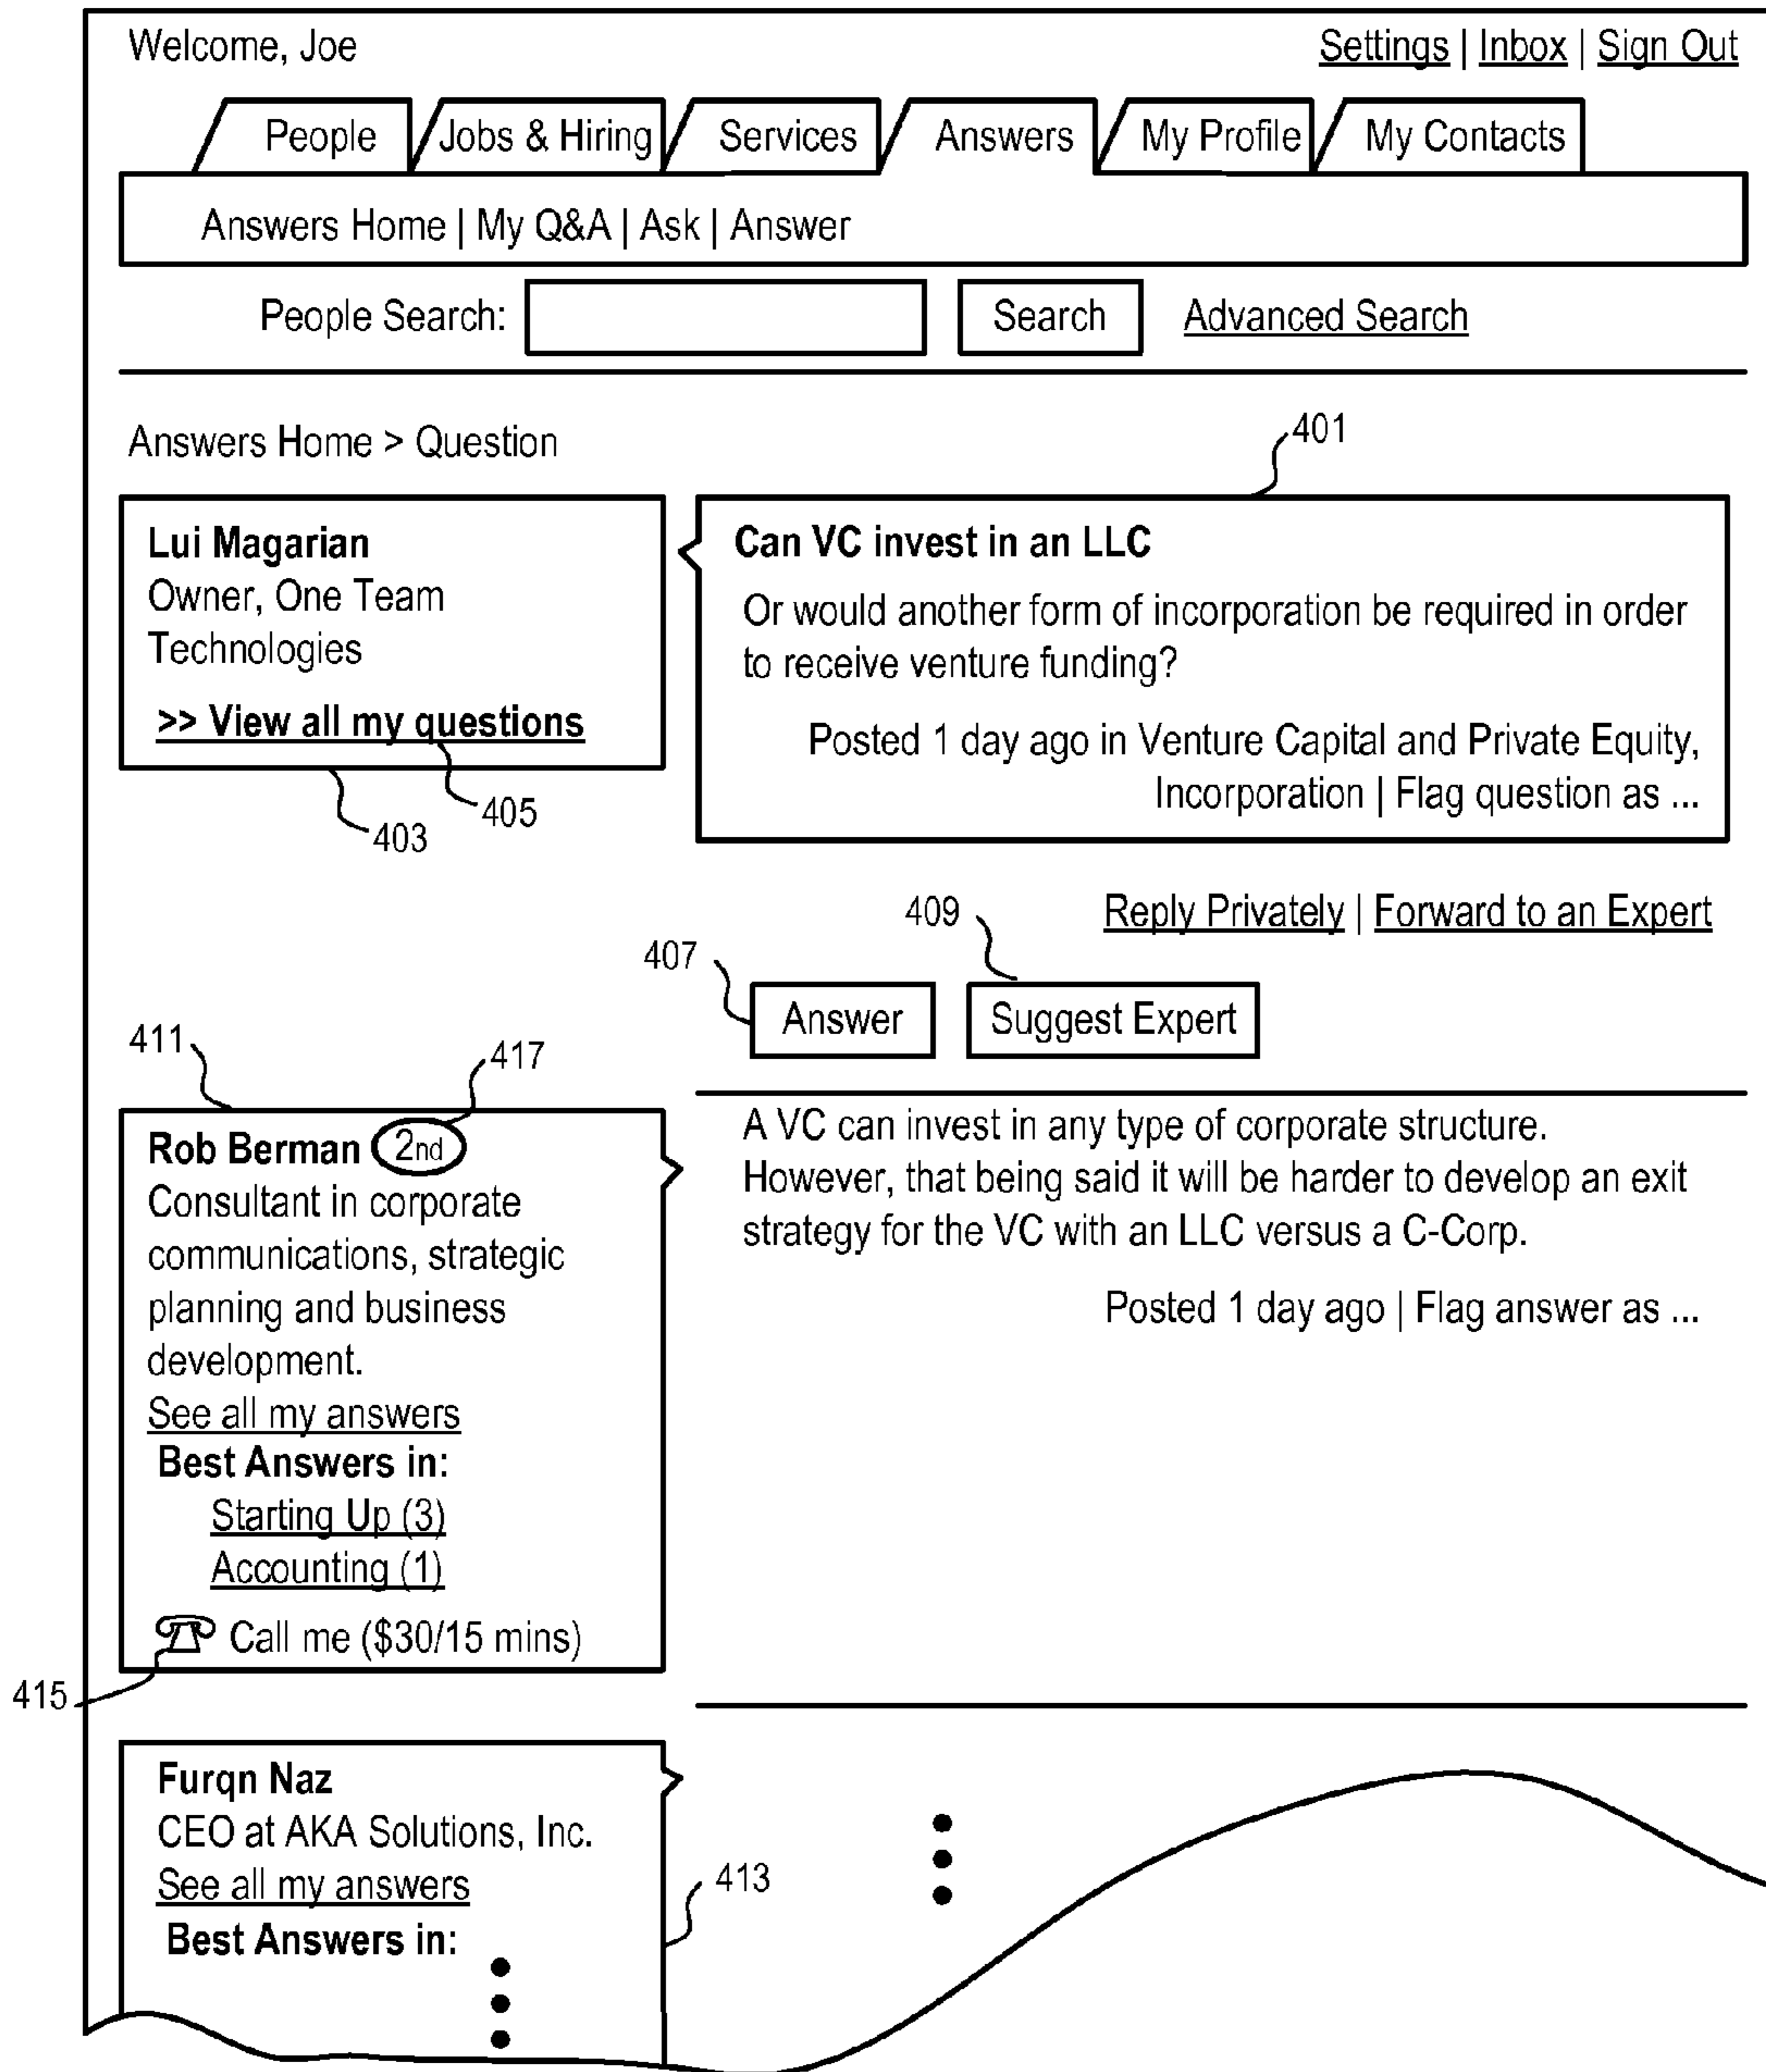 Welcome, Joe
Settings | Inbox | Sign Out
People
Jobs & Hiring
Services
Answers
My Profile
My Contacts
Answers Home | My Q&A | Ask | Answer
People Search:
Search
Advanced Search
Answers Home > Question
401
Lui Magarian
Owner, One Team
Technologies
>> View all my questions
405
403
Can VC invest in an LLC
Or would another form of incorporation be required in order
to receive venture funding?
Posted 1 day ago in Venture Capital and Private Equity,
Incorporation | Flag question as ...
Reply Privately | Forward to an Expert
409
407
Answer
Suggest Expert
411
417
Rob Berman 2nd
Consultant in corporate
communications, strategic
planning and business
development.
See all my answers
Best Answers in:
Starting Up (3)
Accounting (1)
Call me ($30/15 mins)
415
A VC can invest in any type of corporate structure.
However, that being said it will be harder to develop an exit
strategy for the VC with an LLC versus a C-Corp.
Posted 1 day ago | Flag answer as ...
Furqn Naz
CEO at AKA Solutions, Inc.
See all my answers
Best Answers in:
413